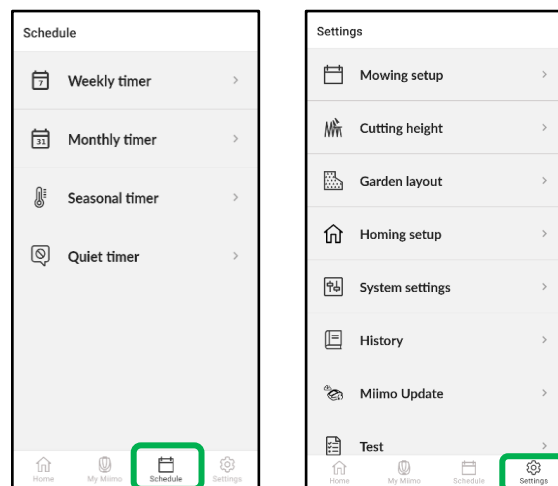 Schedule
7
Weekly timer
31
Monthly timer
Seasonal timer
Quiet timer
Home
My Miimo
Schedule
Settings
Settings
Mowing setup
Cutting height
Garden layout
Homing setup
System settings
History
Miimo Update
Test
Home
My Miimo
Schedule
Settings